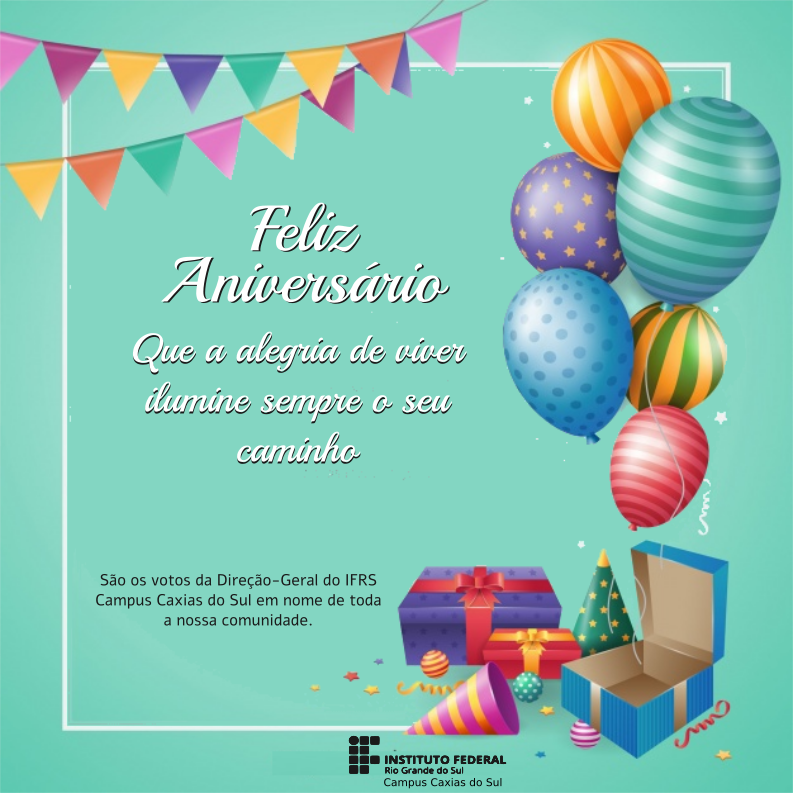 Feliz
Aniversário
Que a alegria de viver
ilumine sempre o seu
caminho
São os votos da Direção-Geral do IFRS
Campus Caxias do Sul em nome de toda
a nossa comunidade.
INSTITUTO FEDERAL
Rio Grande do Sul
Campus Caxias do Sul